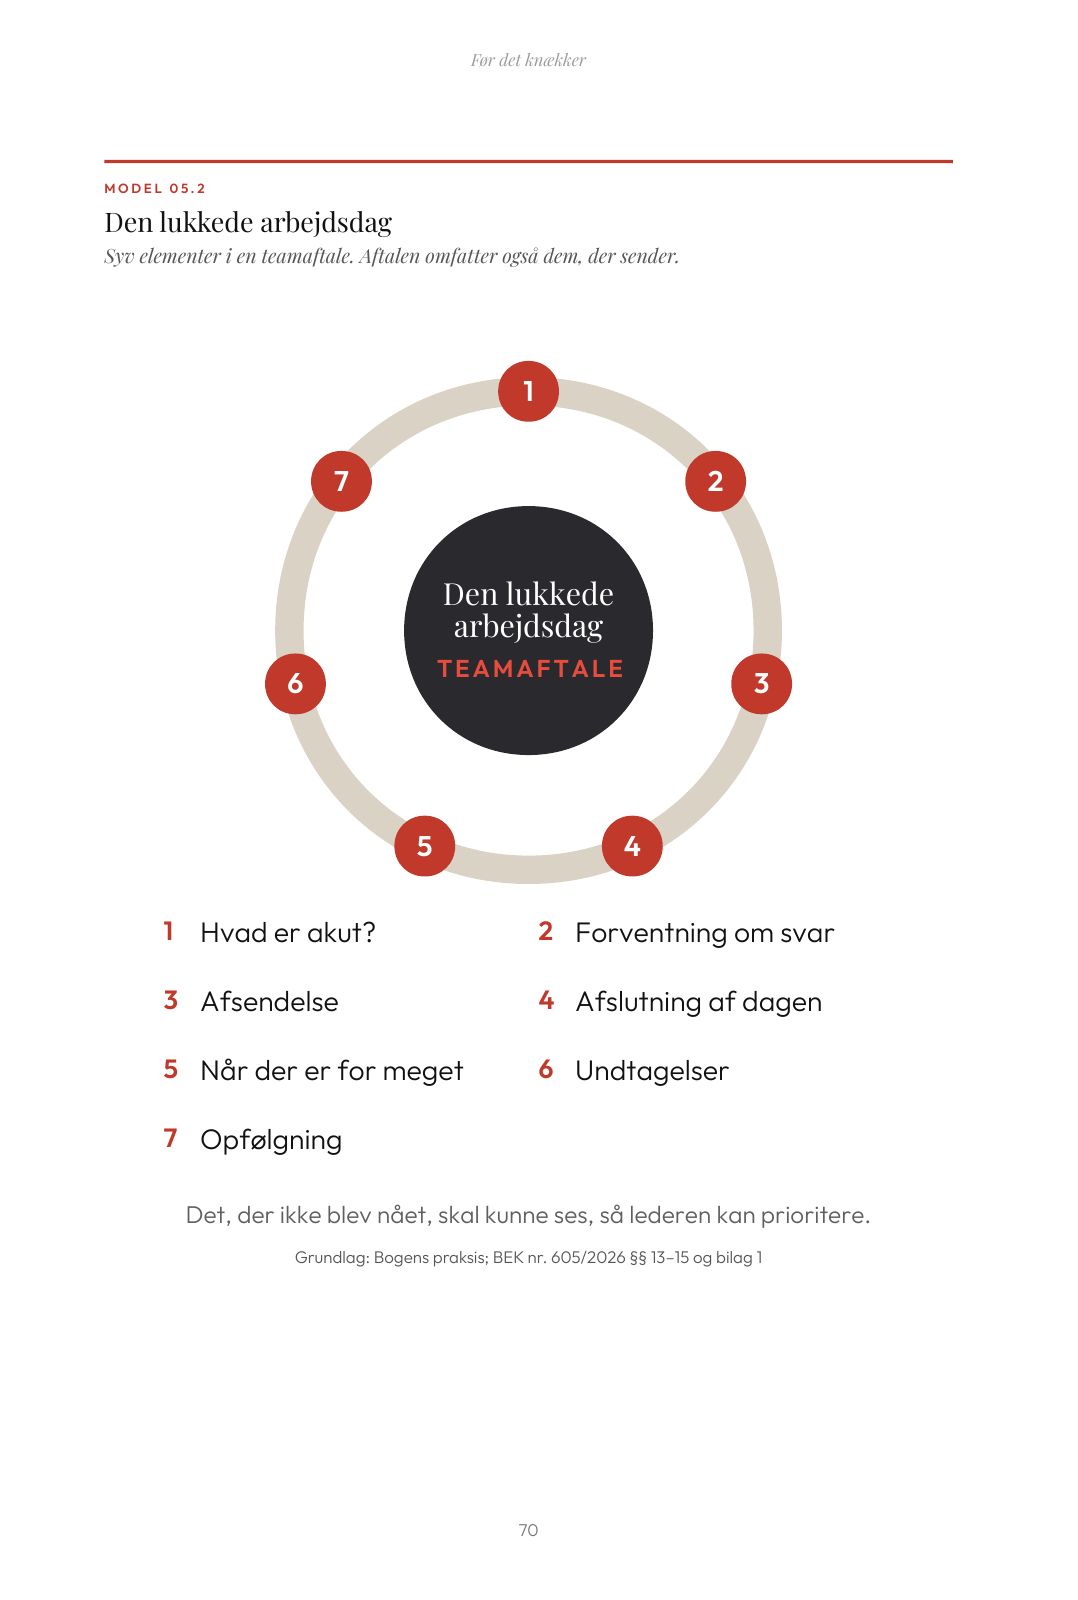 Før det knækker
MODEL 05.2
Den lukkede arbejdsdag
Syv elementer i en teamaftale. Aftalen omfatter også dem, der sender.
1
2
3
4
5
6
7
Den lukkede
arbejdsdag
TEAMAFTALE
1 Hvad er akut?
2 Forventning om svar
3 Afsendelse
4 Afslutning af dagen
5 Når der er for meget
6 Undtagelser
7 Opfølgning
Det, der ikke blev nået, skal kunne ses, så lederen kan prioritere.
Grundlag: Bogens praksis; BEK nr. 605/2026 §§ 13–15 og bilag 1
70